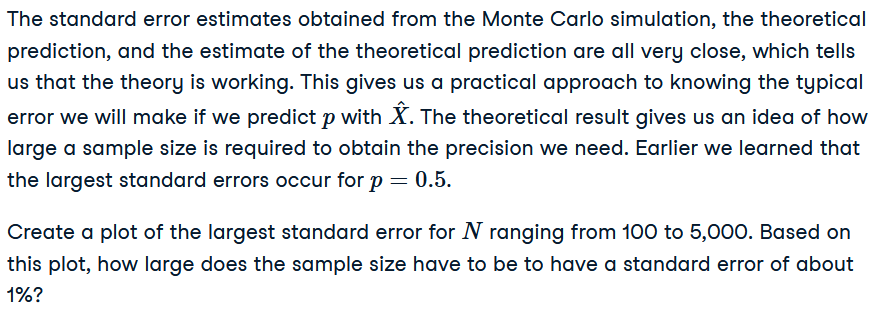 The standard error estimates obtained from the Monte Carlo simulation, the theoretical
prediction, and the estimate of the theoretical prediction are all very close, which tells
us that the theory is working. This gives us a practical approach to knowing the typical
error we will make if we predict p with X̂. The theoretical result gives us an idea of how
large a sample size is required to obtain the precision we need. Earlier we learned that
the largest standard errors occur for p = 0.5.
Create a plot of the largest standard error for N ranging from 100 to 5,000. Based on
this plot, how large does the sample size have to be to have a standard error of about
1%?